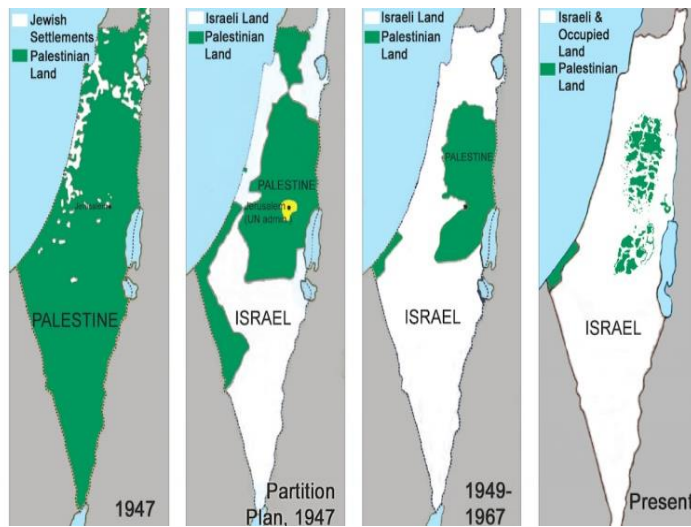 Jewish
Settlements
Palestinian
Land
Jerusalem
PALESTINE
1947
Israeli Land
Palestinian
Land
PALESTINE
Jerusalem
(UN admin)
ISRAEL
Partition
Plan, 1947
Israeli Land
Palestinian
Land
PALESTINE
ISRAEL
1949-
1967
Israeli &
Occupied
Land
Palestinian
Land
ISRAEL
Present